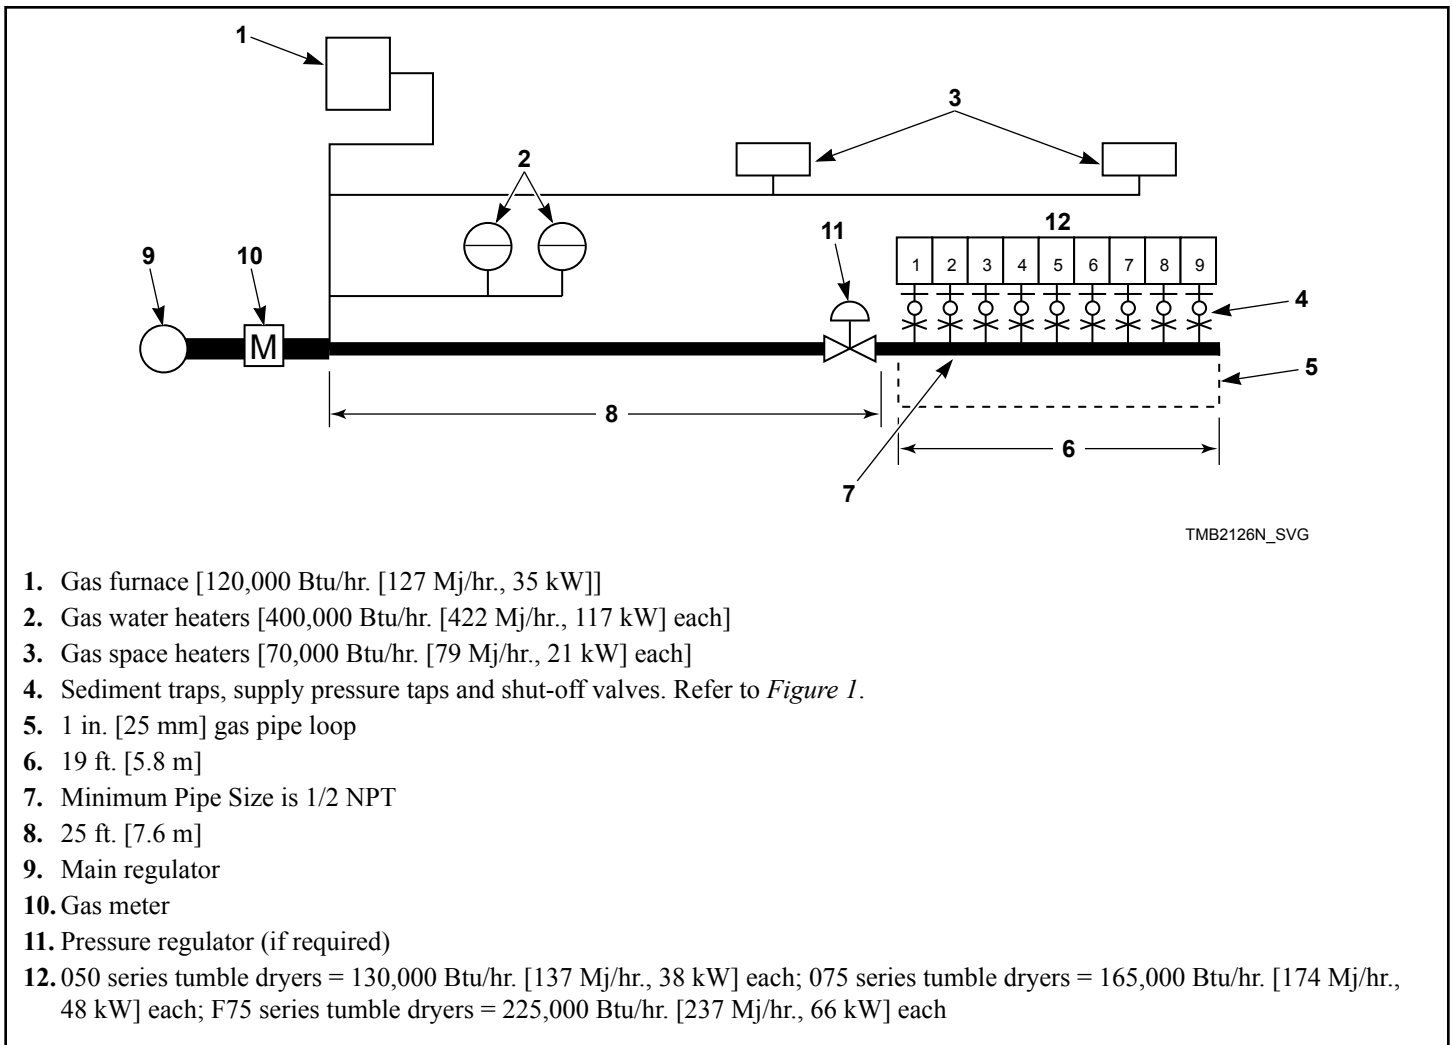 1
3
2
12
11
9
10
1 2 3 4 5 6 7 8 9
4
M
5
8
6
7
TMB2126N_SVG
1. Gas furnace [120,000 Btu/hr. [127 Mj/hr., 35 kW]]
2. Gas water heaters [400,000 Btu/hr. [422 Mj/hr., 117 kW] each]
3. Gas space heaters [70,000 Btu/hr. [79 Mj/hr., 21 kW] each]
4. Sediment traps, supply pressure taps and shut-off valves. Refer to Figure 1.
5. 1 in. [25 mm] gas pipe loop
6. 19 ft. [5.8 m]
7. Minimum Pipe Size is 1/2 NPT
8. 25 ft. [7.6 m]
9. Main regulator
10. Gas meter
11. Pressure regulator (if required)
12. 050 series tumble dryers = 130,000 Btu/hr. [137 Mj/hr., 38 kW] each; 075 series tumble dryers = 165,000 Btu/hr. [174 Mj/hr.,
48 kW] each; F75 series tumble dryers = 225,000 Btu/hr. [237 Mj/hr., 66 kW] each